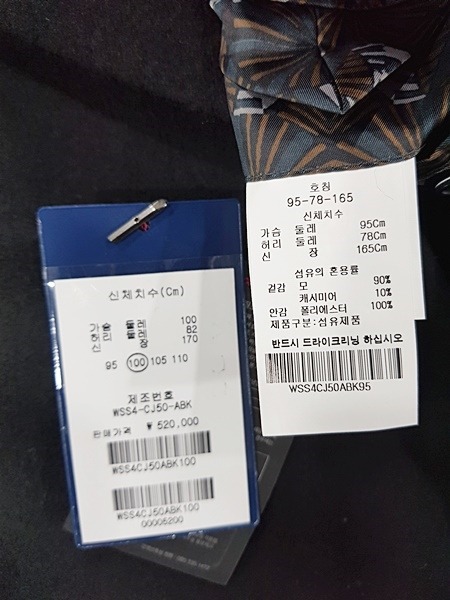 호칭
95-78-165
신체치수
가슴 둘레 95Cm
허리 둘레 78Cm
신 장 165Cm
섬유의 혼용률
겉감 모 90%
캐시미어 10%
안감 폴리에스터 100%
제품구분:섬유제품
반드시 드라이크리닝 하십시오
WSS4CJ50ABK95
신체치수(Cm)
가슴 둘레 100
허리 둘레 82
신 장 170
95 100 105 110
제조번호
WSS4-CJ50-ABK
판매가격 ₩520,000
WSS4CJ50ABK100
WSS4CJ50ABK100
00005200